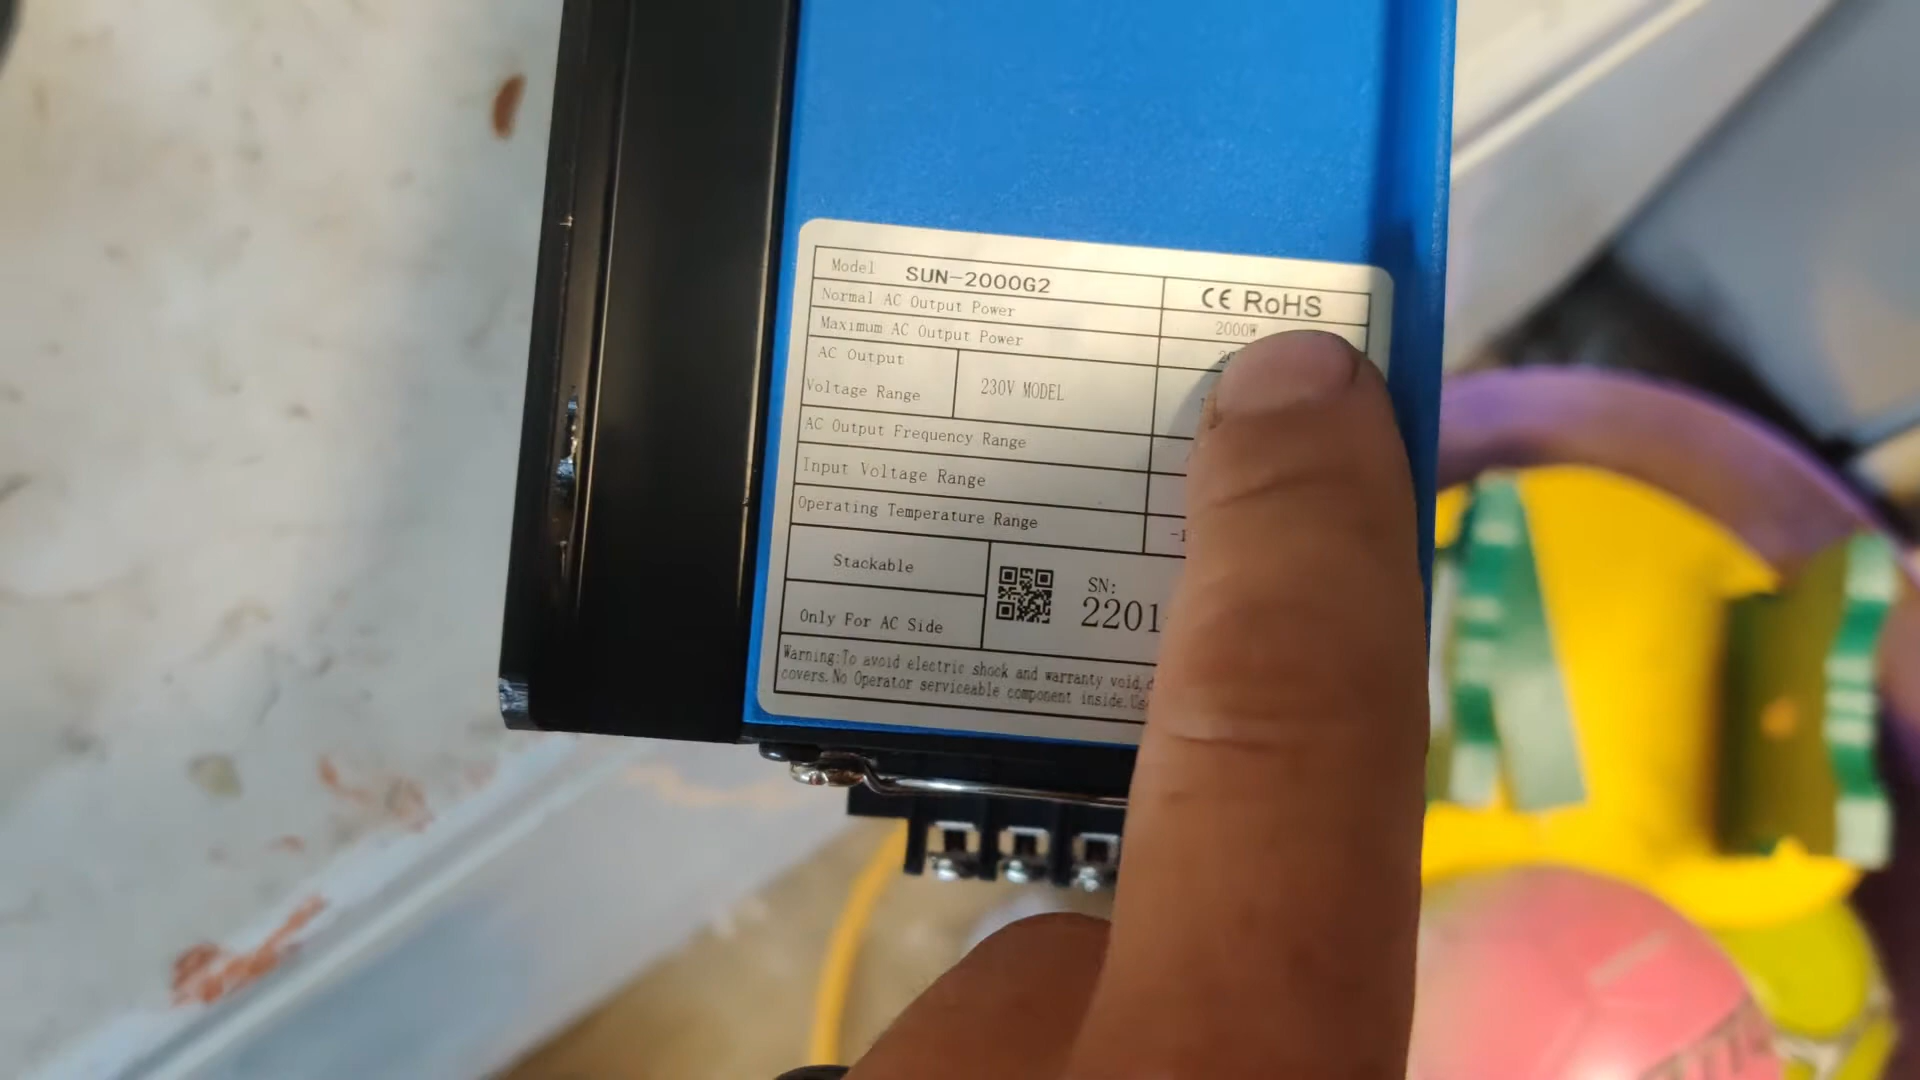 Model SUN-2000G2 CE RoHS
Normal AC Output Power 2000W
Maximum AC Output Power
AC Output
Voltage Range 230V MODEL
AC Output Frequency Range
Input Voltage Range
Operating Temperature Range
Stackable
SN:
2201
Only For AC Side
Warning:To avoid electric shock and warranty void,
covers.No Operator serviceable component inside.